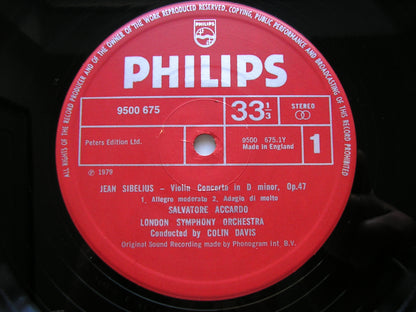 ALL RIGHTS OF THE RECORD PRODUCER AND OF THE OWNER OF THE WORK REPRODUCED RESERVED. COPYING, PUBLIC PERFORMANCE AND BROADCASTING OF THIS RECORD PROHIBITED
PHILIPS
PHILIPS
9500 675
33 1/3
STEREO
Peters Edition Ltd.
9500 675.1Y
Made in England
1
℗ 1979
JEAN SIBELIUS – Violin Concerto in D minor, Op.47
1. Allegro moderato 2. Adagio di molto
SALVATORE ACCARDO
LONDON SYMPHONY ORCHESTRA
Conducted by COLIN DAVIS
Original Sound Recording made by Phonogram Int B.V.